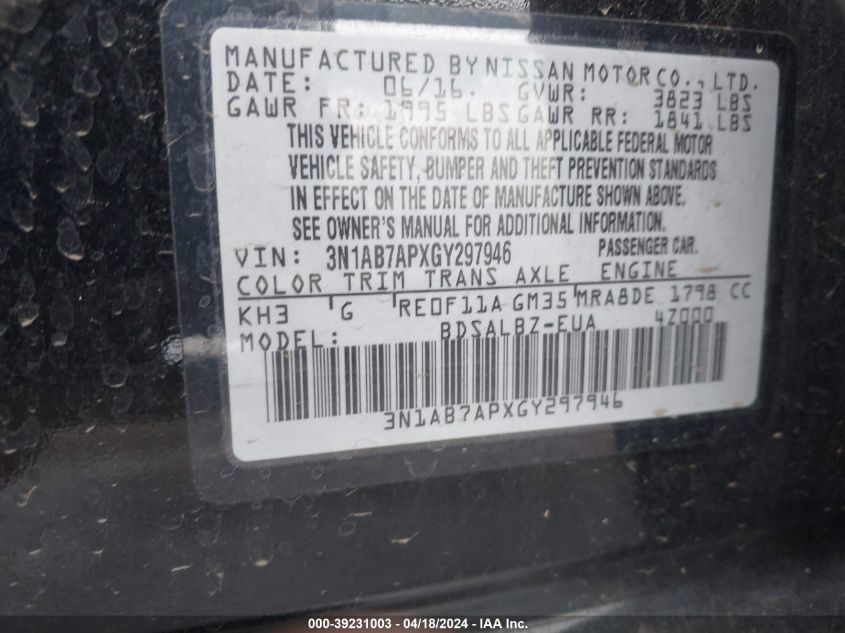 MANUFACTURED BY NISSAN MOTOR CO., LTD.
DATE: 06/16. GVWR: 3823 LBS
GAWR FR: 1995 LBS GAWR RR: 1841 LBS
THIS VEHICLE CONFORMS TO ALL APPLICABLE FEDERAL MOTOR
VEHICLE SAFETY, BUMPER AND THEFT PREVENTION STANDARDS
IN EFFECT ON THE DATE OF MANUFACTURE SHOWN ABOVE.
SEE OWNER'S MANUAL FOR ADDITIONAL INFORMATION.
VIN: 3N1AB7APXGY297946 PASSENGER CAR.
COLOR TRIM TRANS AXLE ENGINE
KH3 G RE0F11A GM35 MRA8DE 1798 CC
MODEL: BDSALBZ-EUA 4Z000
3N1AB7APXGY297946
000-39231003 / 04/18/2024 - IAA Inc.